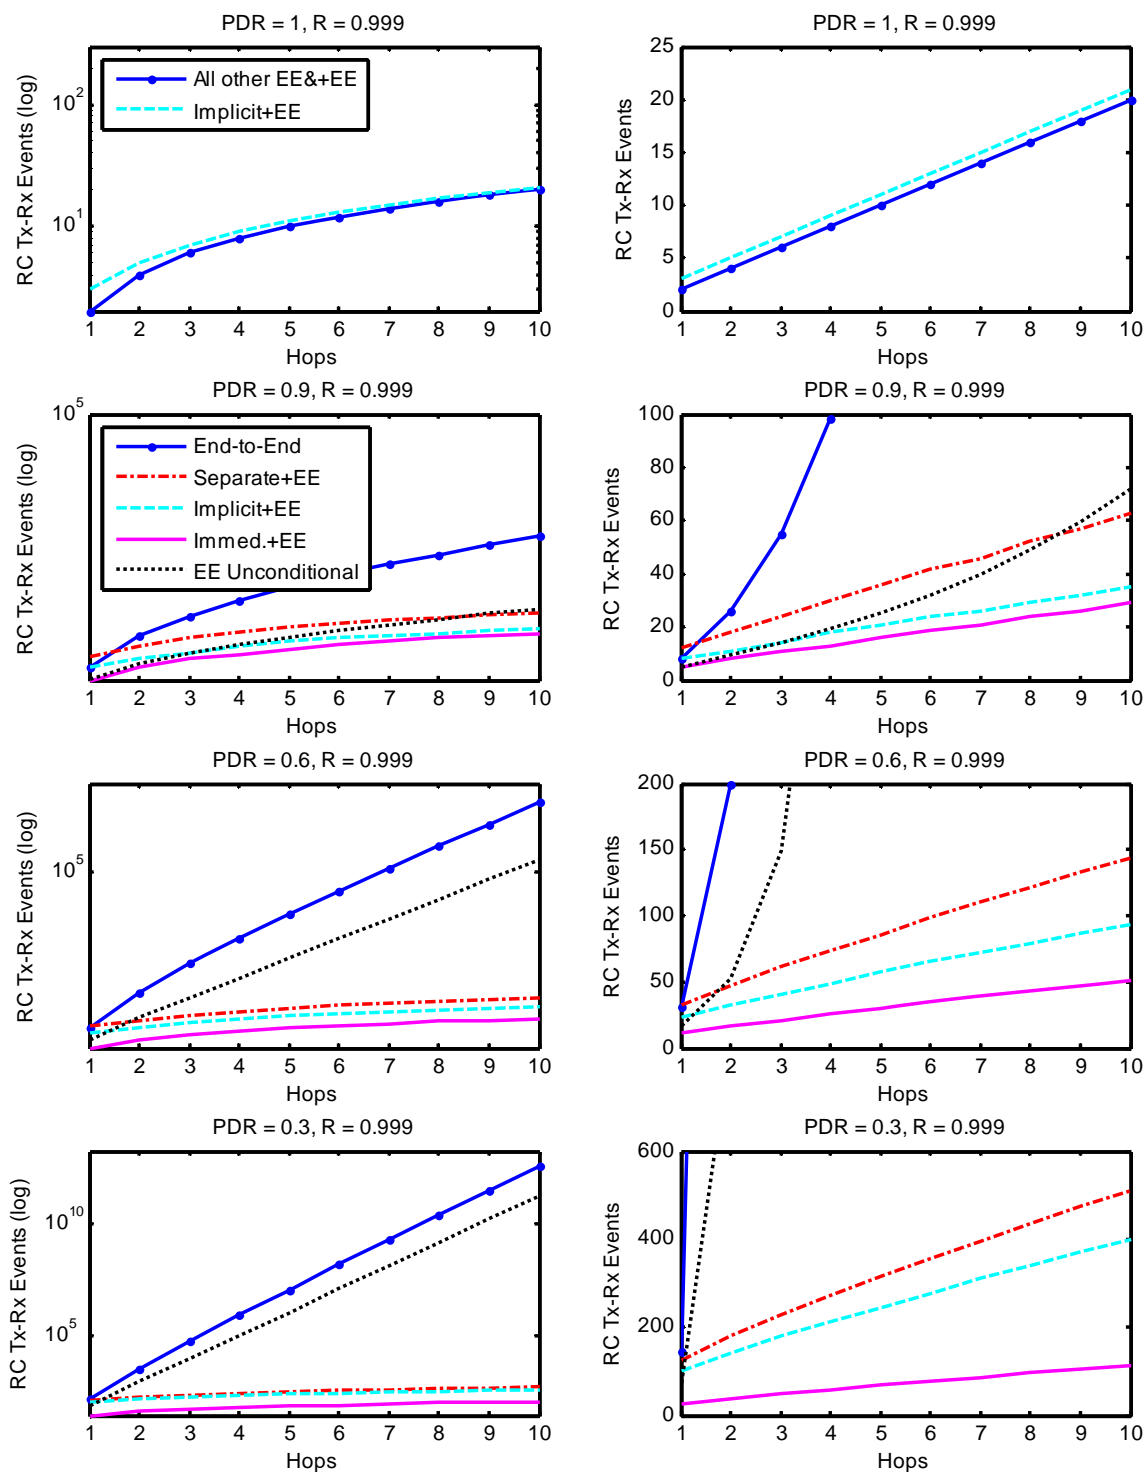 PDR = 1, R = 0.999
RC Tx-Rx Events (log)
10^2
10^1
All other EE&+EE
Implicit+EE
1 2 3 4 5 6 7 8 9 10
Hops
PDR = 1, R = 0.999
RC Tx-Rx Events
25
20
15
10
5
0
1 2 3 4 5 6 7 8 9 10
Hops
PDR = 0.9, R = 0.999
RC Tx-Rx Events (log)
10^5
End-to-End
Separate+EE
Implicit+EE
Immed.+EE
EE Unconditional
1 2 3 4 5 6 7 8 9 10
Hops
PDR = 0.9, R = 0.999
RC Tx-Rx Events
100
80
60
40
20
0
1 2 3 4 5 6 7 8 9 10
Hops
PDR = 0.6, R = 0.999
RC Tx-Rx Events (log)
10^5
1 2 3 4 5 6 7 8 9 10
Hops
PDR = 0.6, R = 0.999
RC Tx-Rx Events
200
150
100
50
0
1 2 3 4 5 6 7 8 9 10
Hops
PDR = 0.3, R = 0.999
RC Tx-Rx Events (log)
10^10
10^5
1 2 3 4 5 6 7 8 9 10
Hops
PDR = 0.3, R = 0.999
RC Tx-Rx Events
600
400
200
0
1 2 3 4 5 6 7 8 9 10
Hops